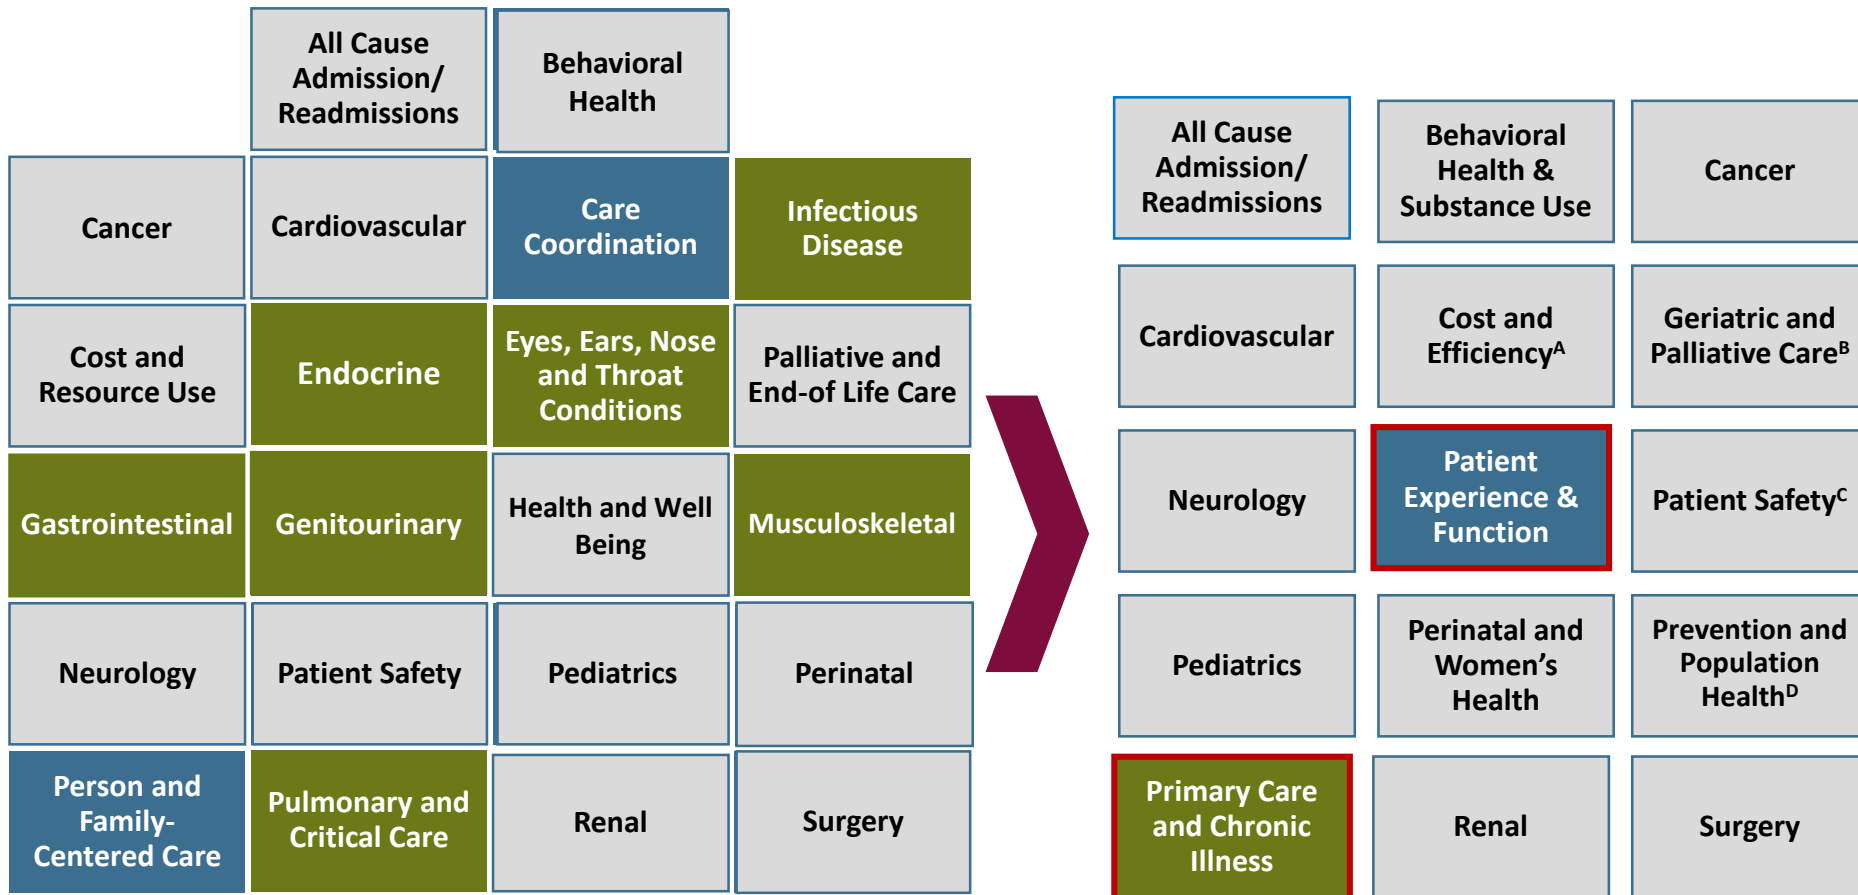 All Cause
Admission/
Readmissions
Behavioral
Health
Cancer
Cardiovascular
Care
Coordination
Infectious
Disease
Cost and
Resource Use
Endocrine
Eyes, Ears, Nose
and Throat
Conditions
Palliative and
End-of Life Care
Gastrointestinal
Genitourinary
Health and Well
Being
Musculoskeletal
Neurology
Patient Safety
Pediatrics
Perinatal
Person and
Family-
Centered Care
Pulmonary and
Critical Care
Renal
Surgery
All Cause
Admission/
Readmissions
Behavioral
Health &
Substance Use
Cancer
Cardiovascular
Cost and
Efficiencyᴬ
Geriatric and
Palliative Careᴮ
Neurology
Patient
Experience &
Function
Patient Safetyᶜ
Pediatrics
Perinatal and
Women’s
Health
Prevention and
Population
Healthᴰ
Primary Care
and Chronic
Illness
Renal
Surgery